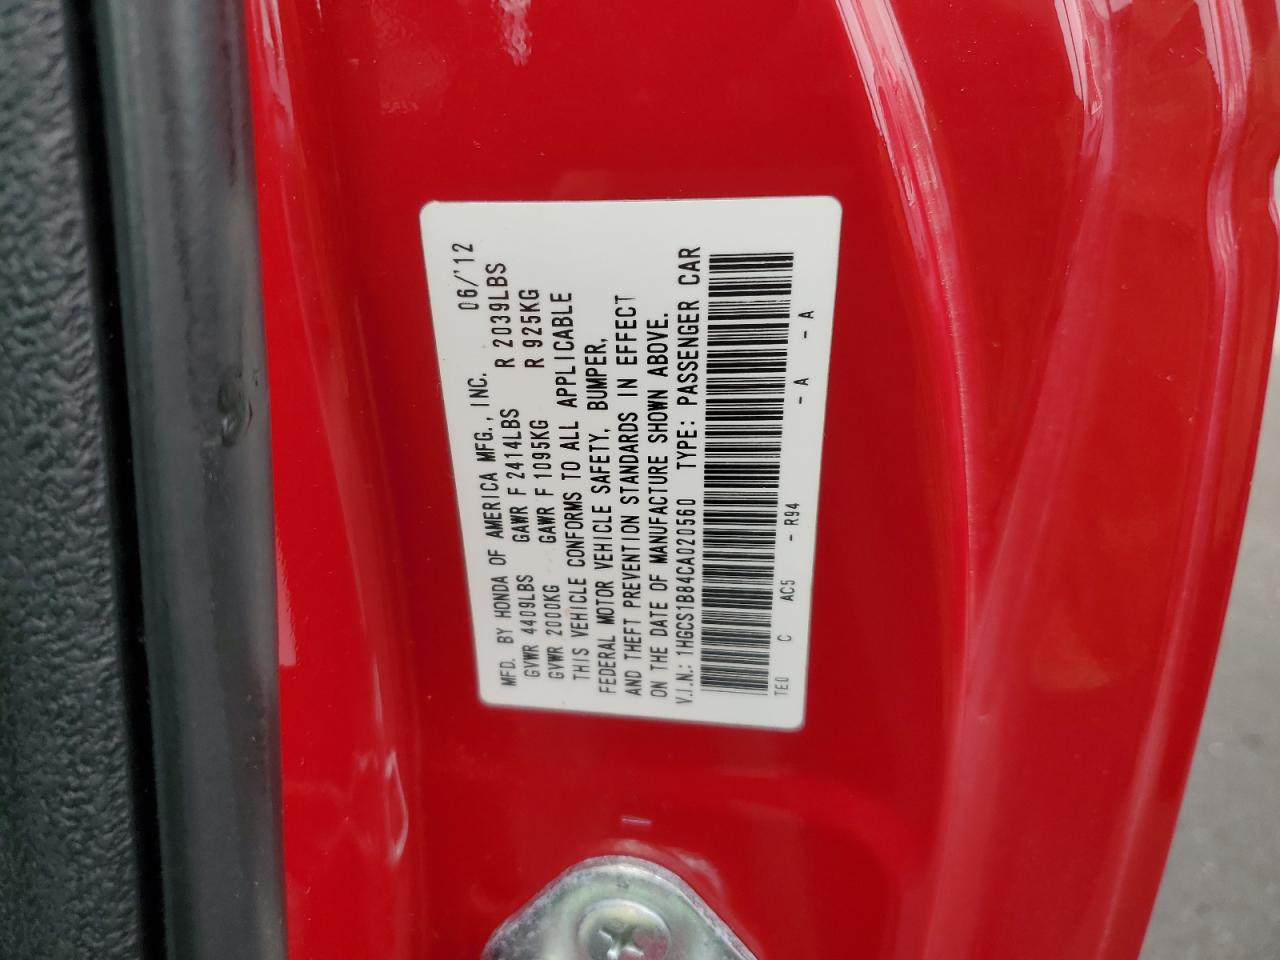 MFD. BY HONDA OF AMERICA MFG., INC. 06/'12
GVWR 4409LBS GAWR F 2414LBS R 2039LBS
GVWR 2000KG GAWR F 1095KG R 925KG
THIS VEHICLE CONFORMS TO ALL APPLICABLE
FEDERAL MOTOR VEHICLE SAFETY, BUMPER,
AND THEFT PREVENTION STANDARDS IN EFFECT
ON THE DATE OF MANUFACTURE SHOWN ABOVE.
V.I.N.: 1HGCS1B84CA020560 TYPE: PASSENGER CAR
TE0 C AC5 - R94 - A - A